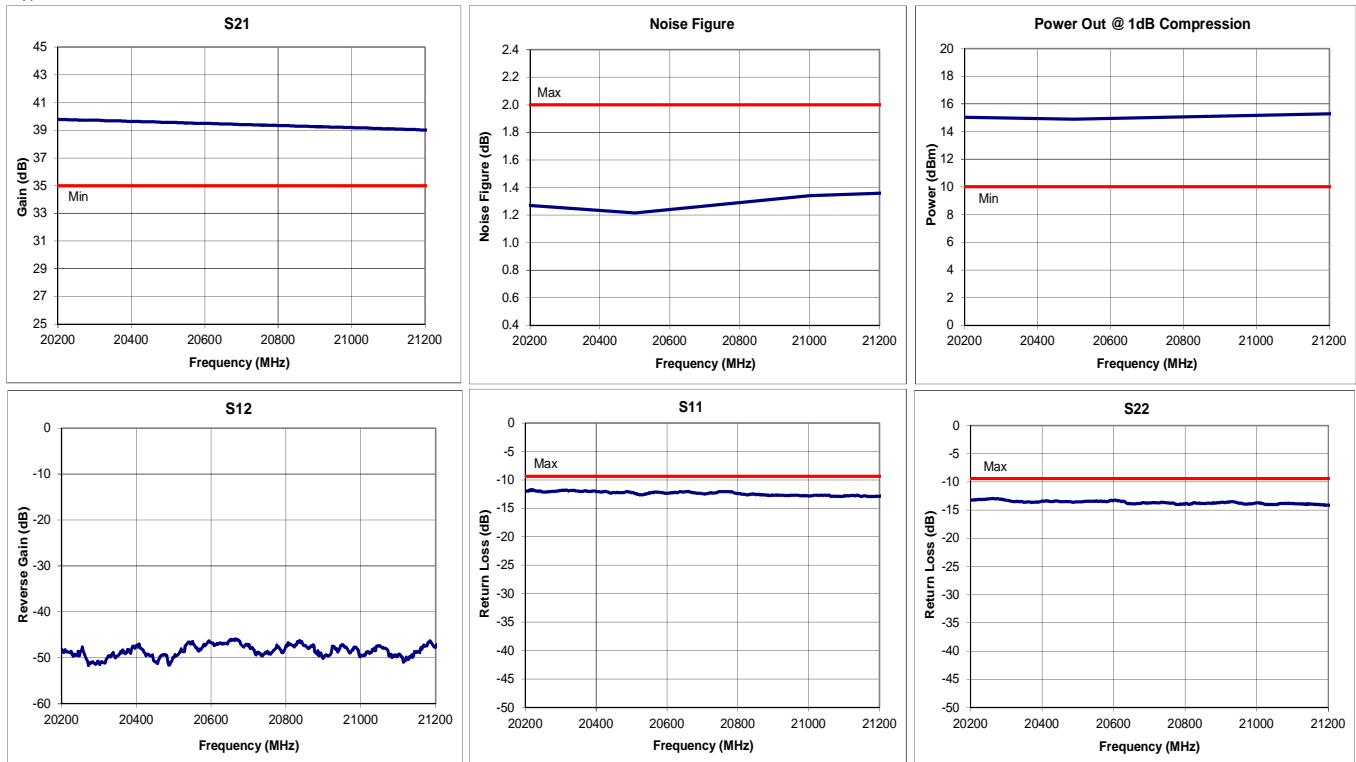 S21
45
43
41
39
37
35
33
31
29
27
25
Gain (dB)
Min
20200 20400 20600 20800 21000 21200
Frequency (MHz)
Noise Figure
2.4
2.2
2.0
1.8
1.6
1.4
1.2
1.0
0.8
0.6
0.4
Noise Figure (dB)
Max
20200 20400 20600 20800 21000 21200
Frequency (MHz)
Power Out @ 1dB Compression
20
18
16
14
12
10
8
6
4
2
0
Power (dBm)
Min
20200 20400 20600 20800 21000 21200
Frequency (MHz)
S12
0
-10
-20
-30
-40
-50
-60
Reverse Gain (dB)
20200 20400 20600 20800 21000 21200
Frequency (MHz)
S11
0
-5
-10
-15
-20
-25
-30
-35
-40
-45
-50
Return Loss (dB)
Max
20200 20400 20600 20800 21000 21200
Frequency (MHz)
S22
0
-5
-10
-15
-20
-25
-30
-35
-40
-45
-50
Return Loss (dB)
Max
20200 20400 20600 20800 21000 21200
Frequency (MHz)